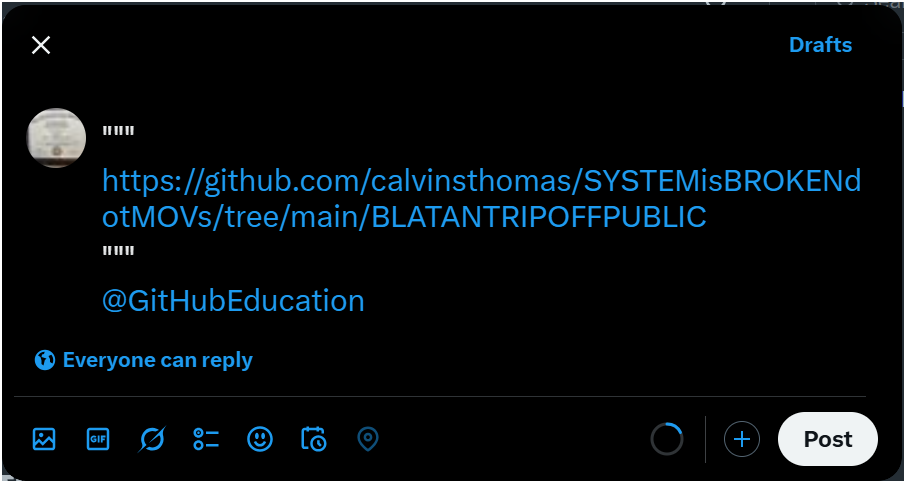 Drafts
"""
https://github.com/calvinsthomas/SYSTEMisBROKENd
otMOVs/tree/main/BLATANTRIPOFFPUBLIC
"""
@GitHubEducation
Everyone can reply
GIF
Post